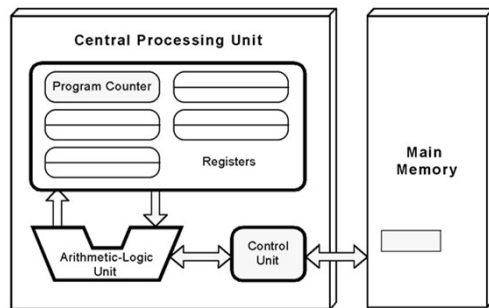 Central Processing Unit
Program Counter
Registers
Arithmetic-Logic
Unit
Control
Unit
Main
Memory